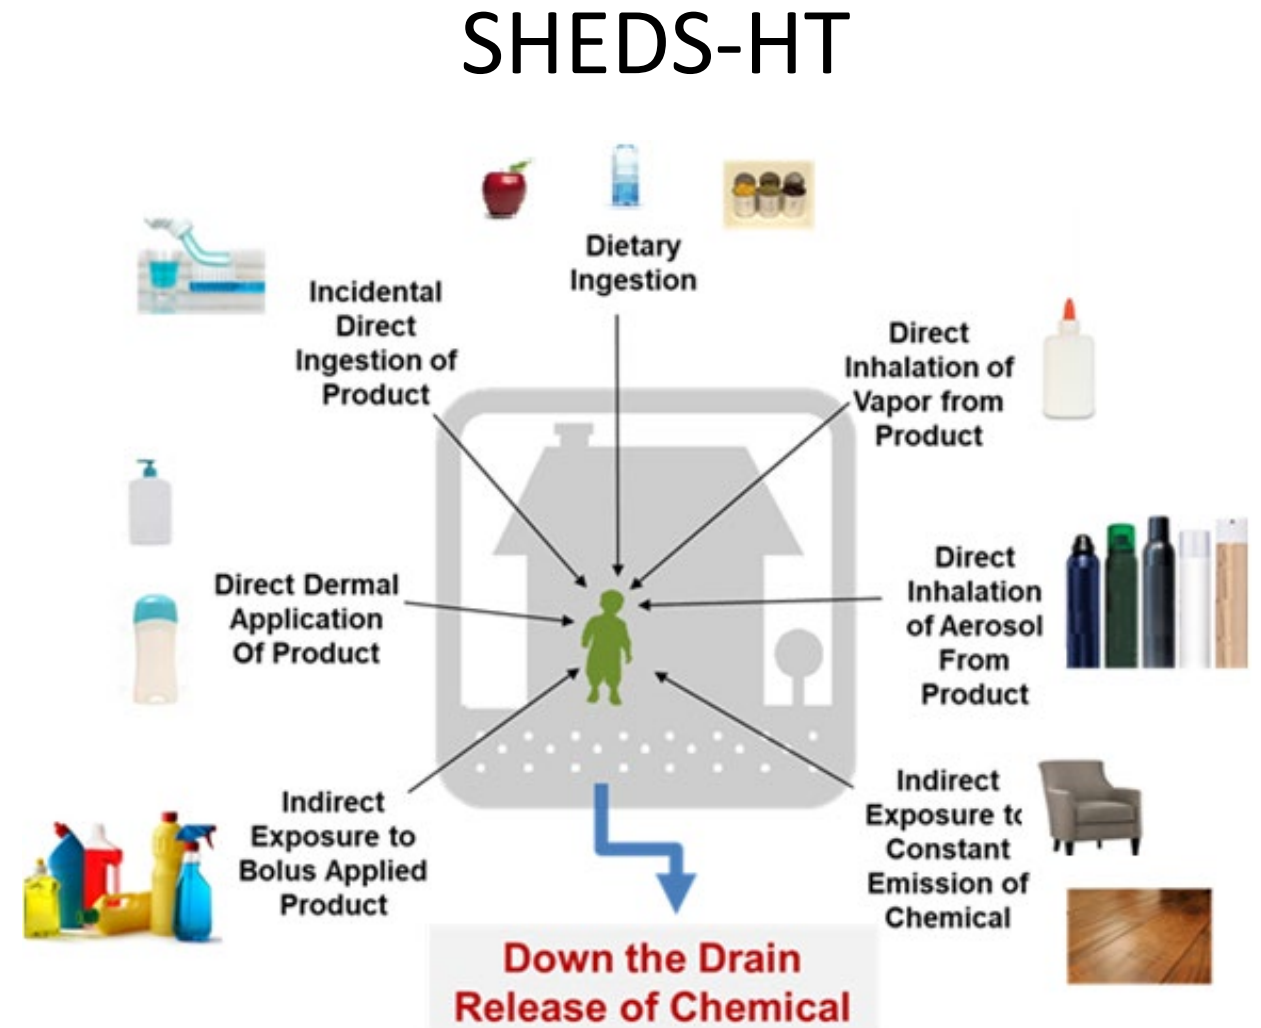 SHEDS-HT
Dietary
Ingestion
Incidental
Direct
Ingestion of
Product
Direct
Inhalation of
Vapor from
Product
Direct Dermal
Application
Of Product
Direct
Inhalation
of Aerosol
From
Product
Indirect
Exposure to
Bolus Applied
Product
Indirect
Exposure to
Constant
Emission of
Chemical
Down the Drain
Release of Chemical